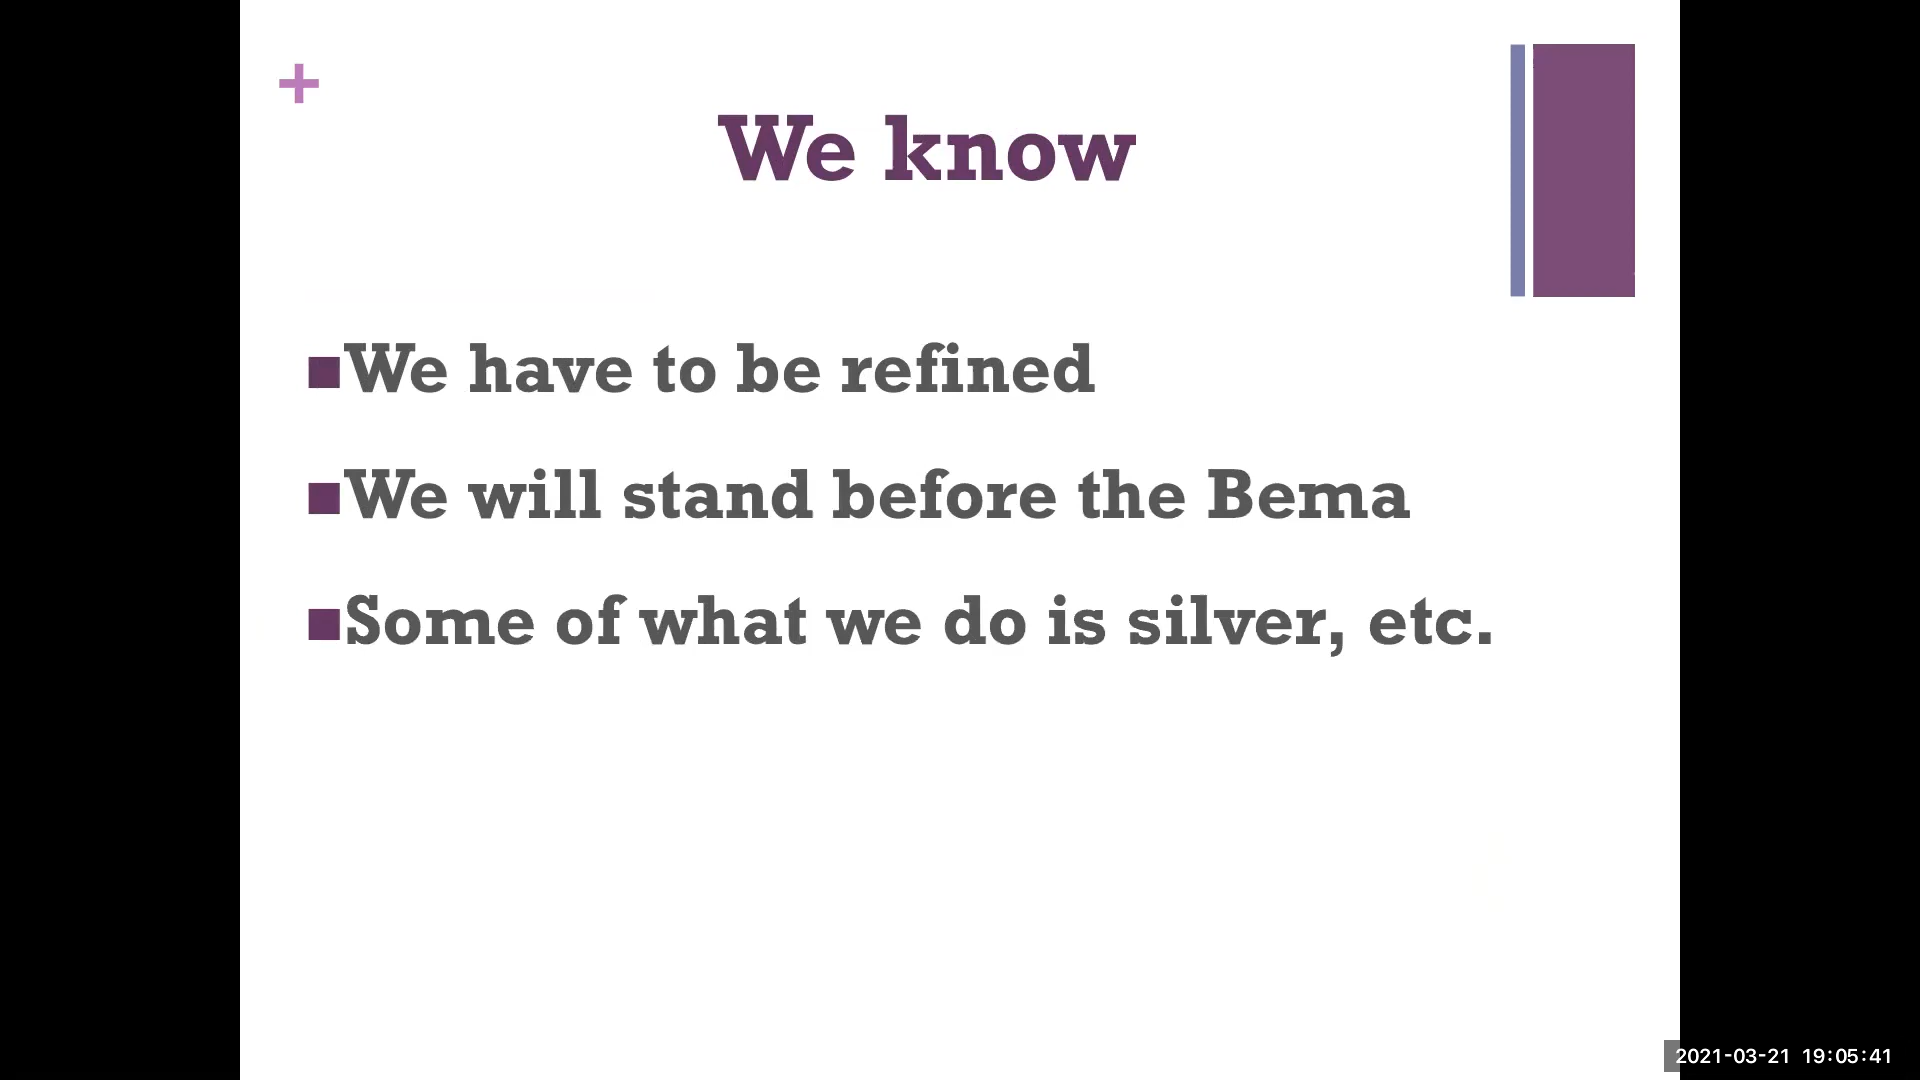 +
We know
■We have to be refined
■We will stand before the Bema
■Some of what we do is silver, etc.
2021-03-21 19:05:41